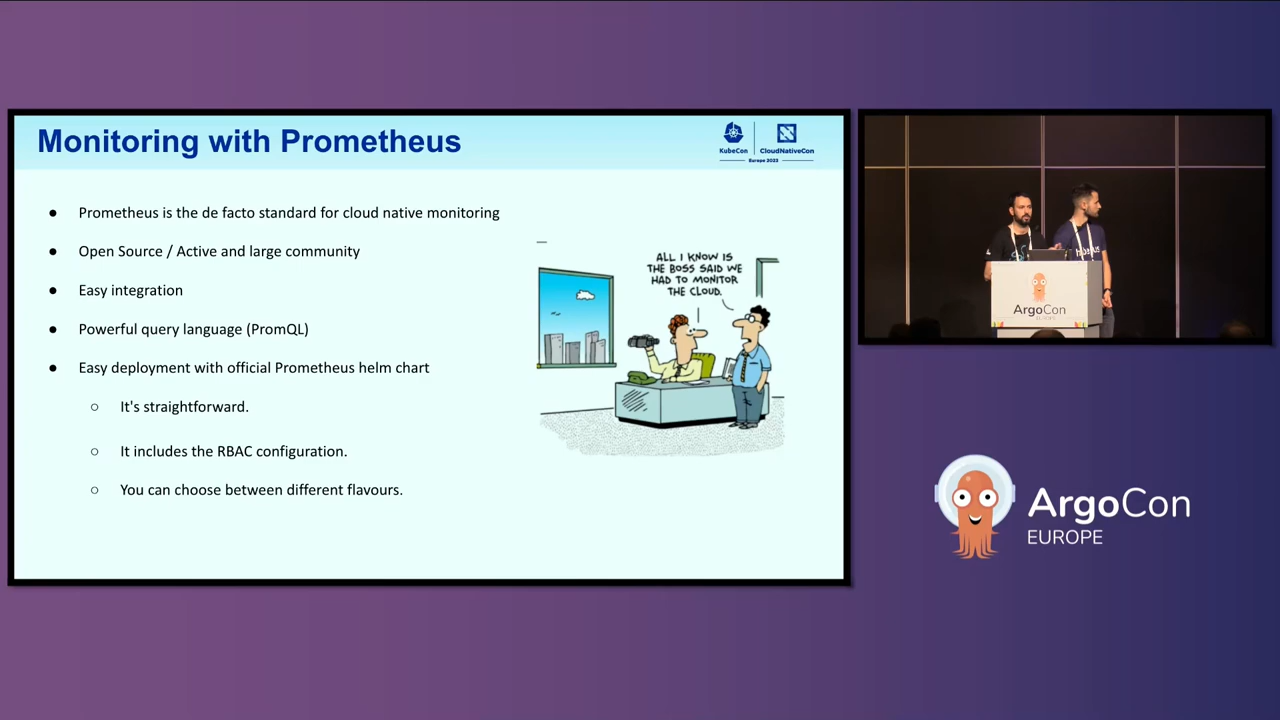 Monitoring with Prometheus
KubeCon
CloudNativeCon
Europe 2023
Prometheus is the de facto standard for cloud native monitoring
Open Source / Active and large community
Easy integration
Powerful query language (PromQL)
Easy deployment with official Prometheus helm chart
It's straightforward.
It includes the RBAC configuration.
You can choose between different flavours.
ALL I KNOW IS
THE BOSS SAID WE
HAD TO MONITOR
THE CLOUD.
ArgoCon
EUROPE
ArgoCon
EUROPE